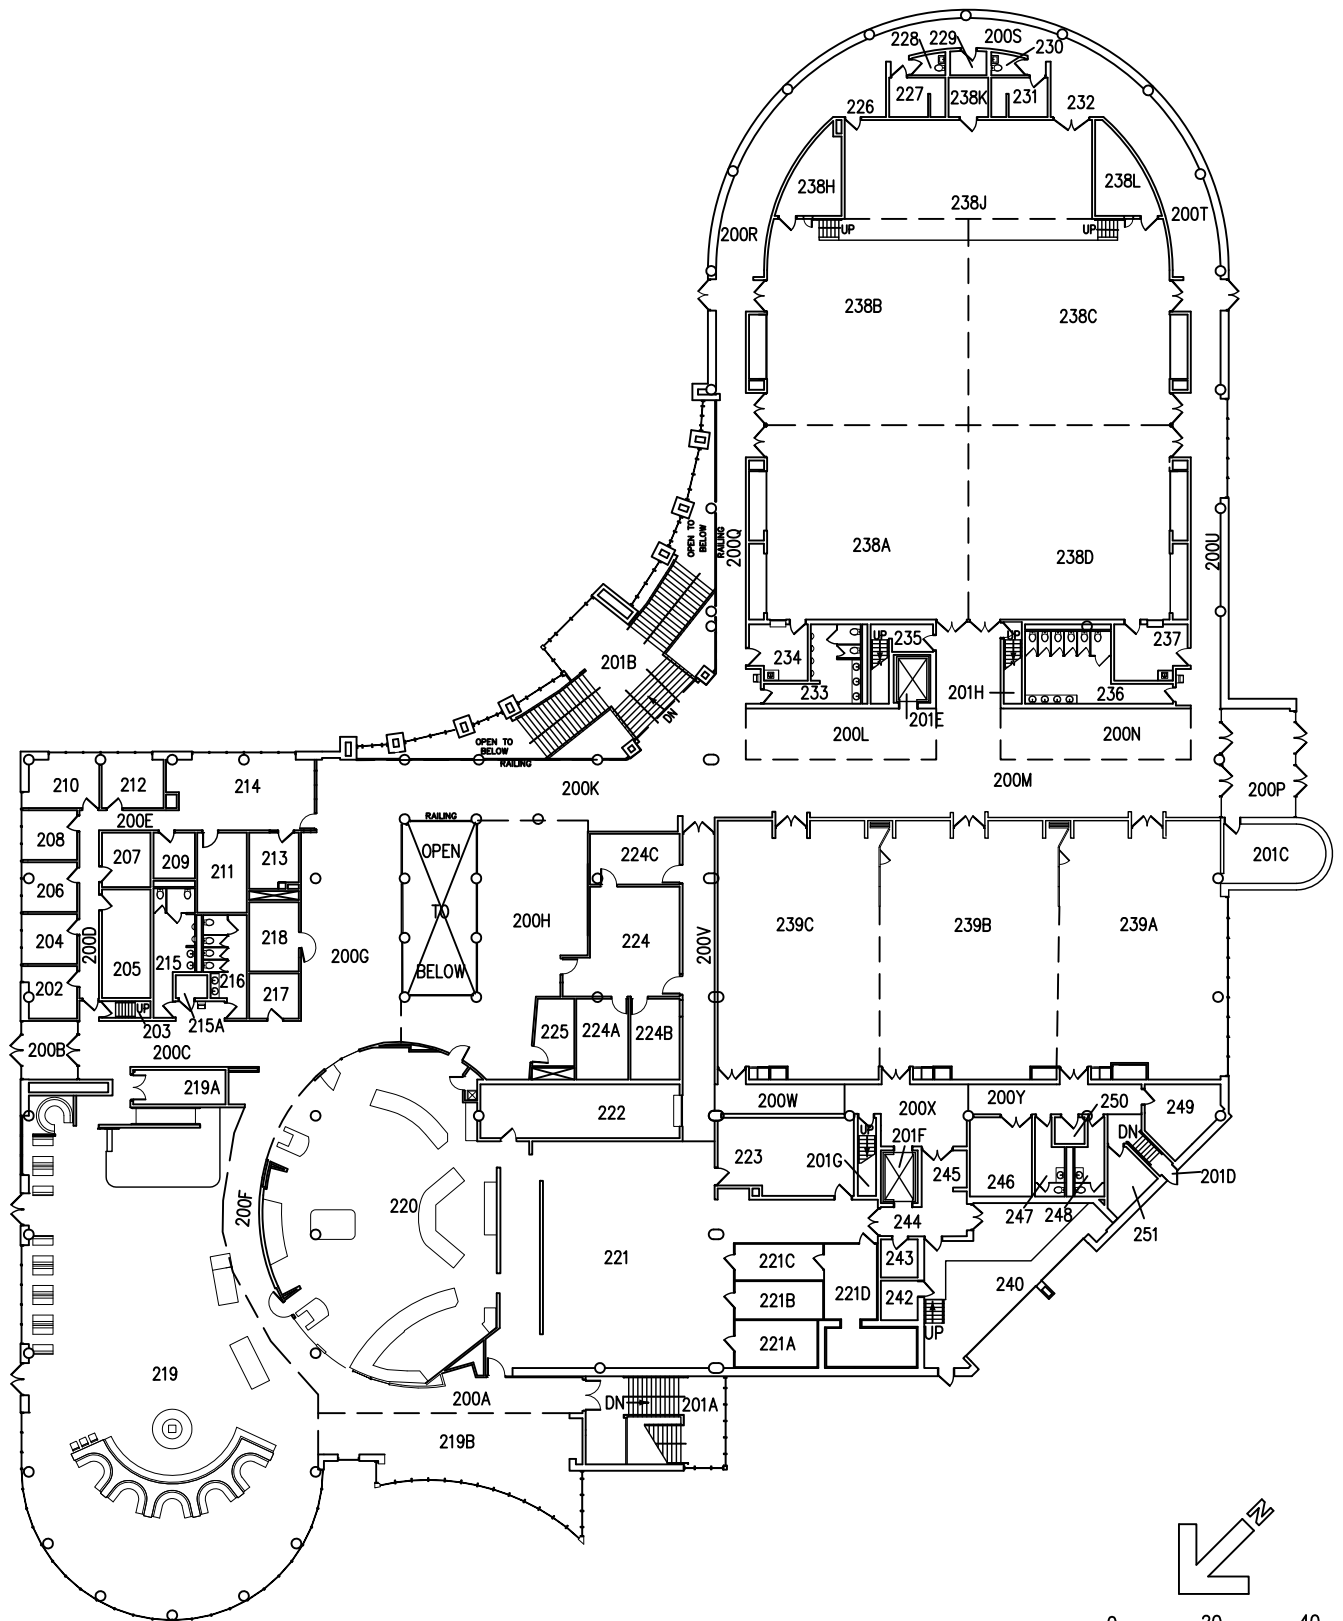 228 229 200S 230
227 238K 231
226 232
238H 238L
238J 200T
200R UP UP
238B 238C
OPEN TO
BELOW
RAILING
200Q
238A 238D
200U
UP 235 UP 237
234
201B
233 201H 236
201E
DN
200L 200N
OPEN TO
BELOW
RAILING
200K 200M 200P
210 212 214
200E
RAILING
208 207 209 211 213 OPEN 224C 201C
206
204 200D 218 TO 200H 224 200V 239C 239B 239A
200G
205 215 216 BELOW
202 217
203 UP 215A
225 224A 224B
200B 200C
219A
222 200W 200X 200Y 250 249
UP 201F DN
223 201G 245 246 201D
247 248
200F 220 244 251
221 221C 243 240
221B 221D 242
UP
221A
219
200A DN 201A
219B
N
0 20 40